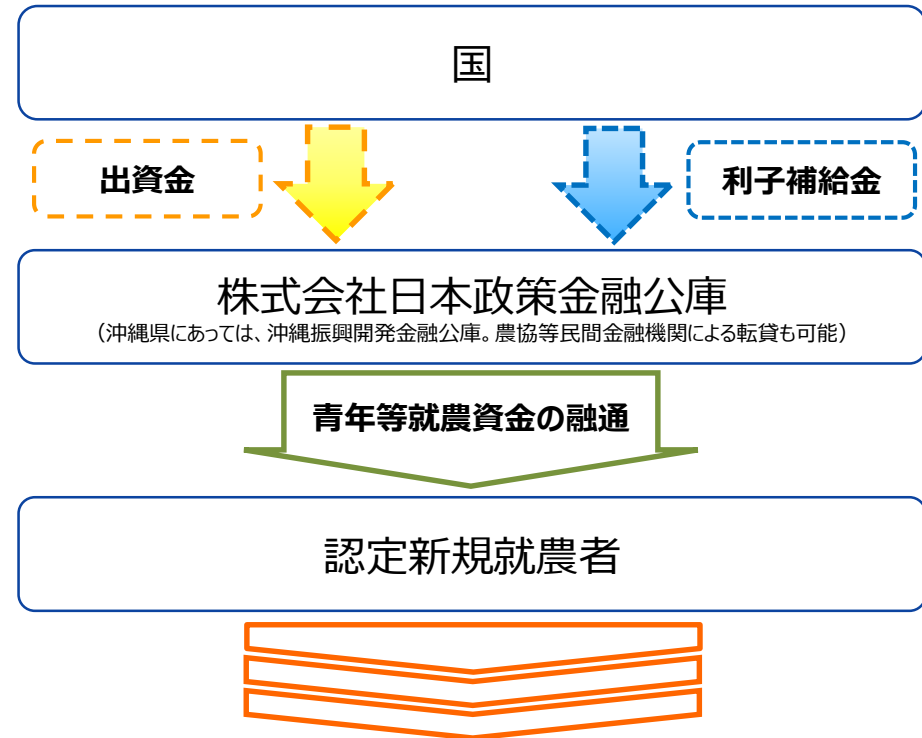 国
出資金
利子補給金
株式会社日本政策金融公庫
（沖縄県にあっては、沖縄振興開発金融公庫。農協等民間金融機関による転貸も可能）
青年等就農資金の融通
認定新規就農者